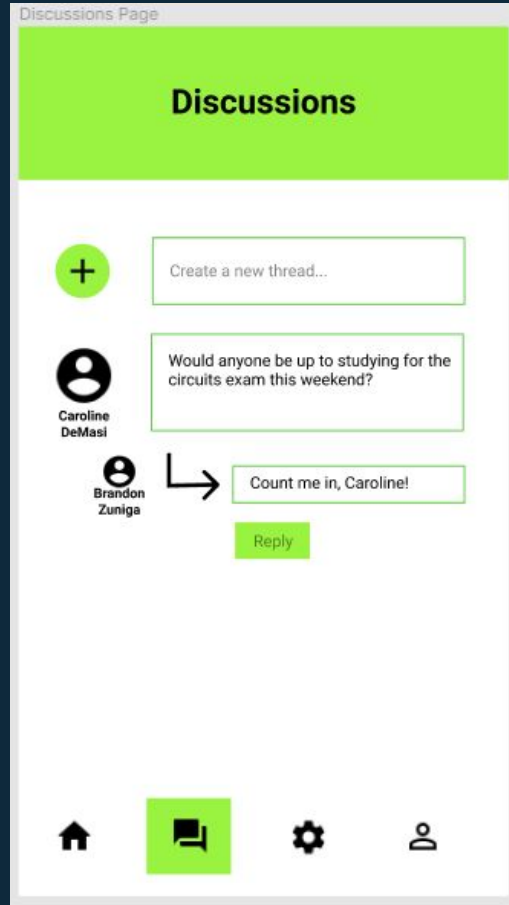 Discussions Page
Discussions
Create a new thread...
Would anyone be up to studying for the
circuits exam this weekend?
Caroline
DeMasi
Count me in, Caroline!
Brandon
Zuniga
Reply